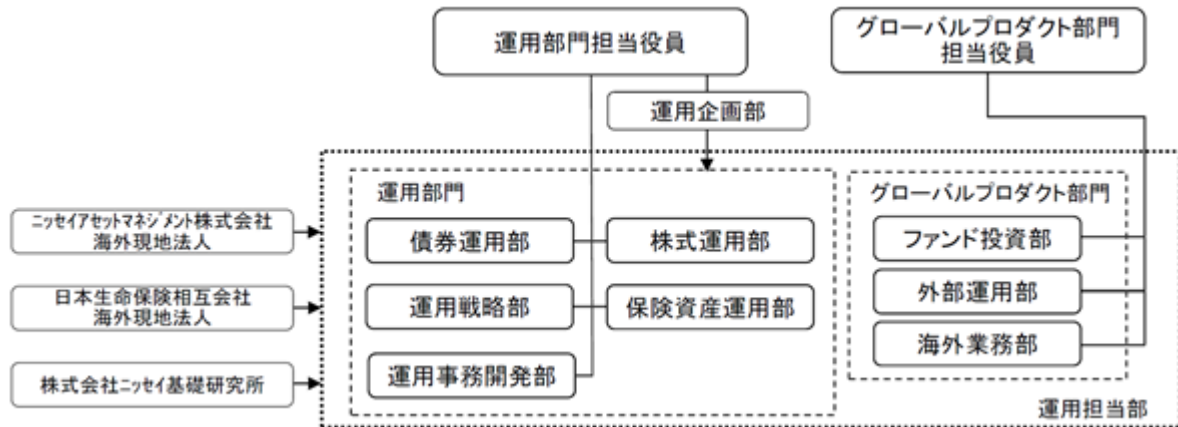 運用部門担当役員
グローバルプロダクト部門
担当役員
運用企画部
運用部門
グローバルプロダクト部門
ニッセイアセットマネジメント株式会社
海外現地法人
債券運用部
株式運用部
ファンド投資部
日本生命保険相互会社
海外現地法人
運用戦略部
保険資産運用部
外部運用部
海外業務部
株式会社ニッセイ基礎研究所
運用事務開発部
運用担当部